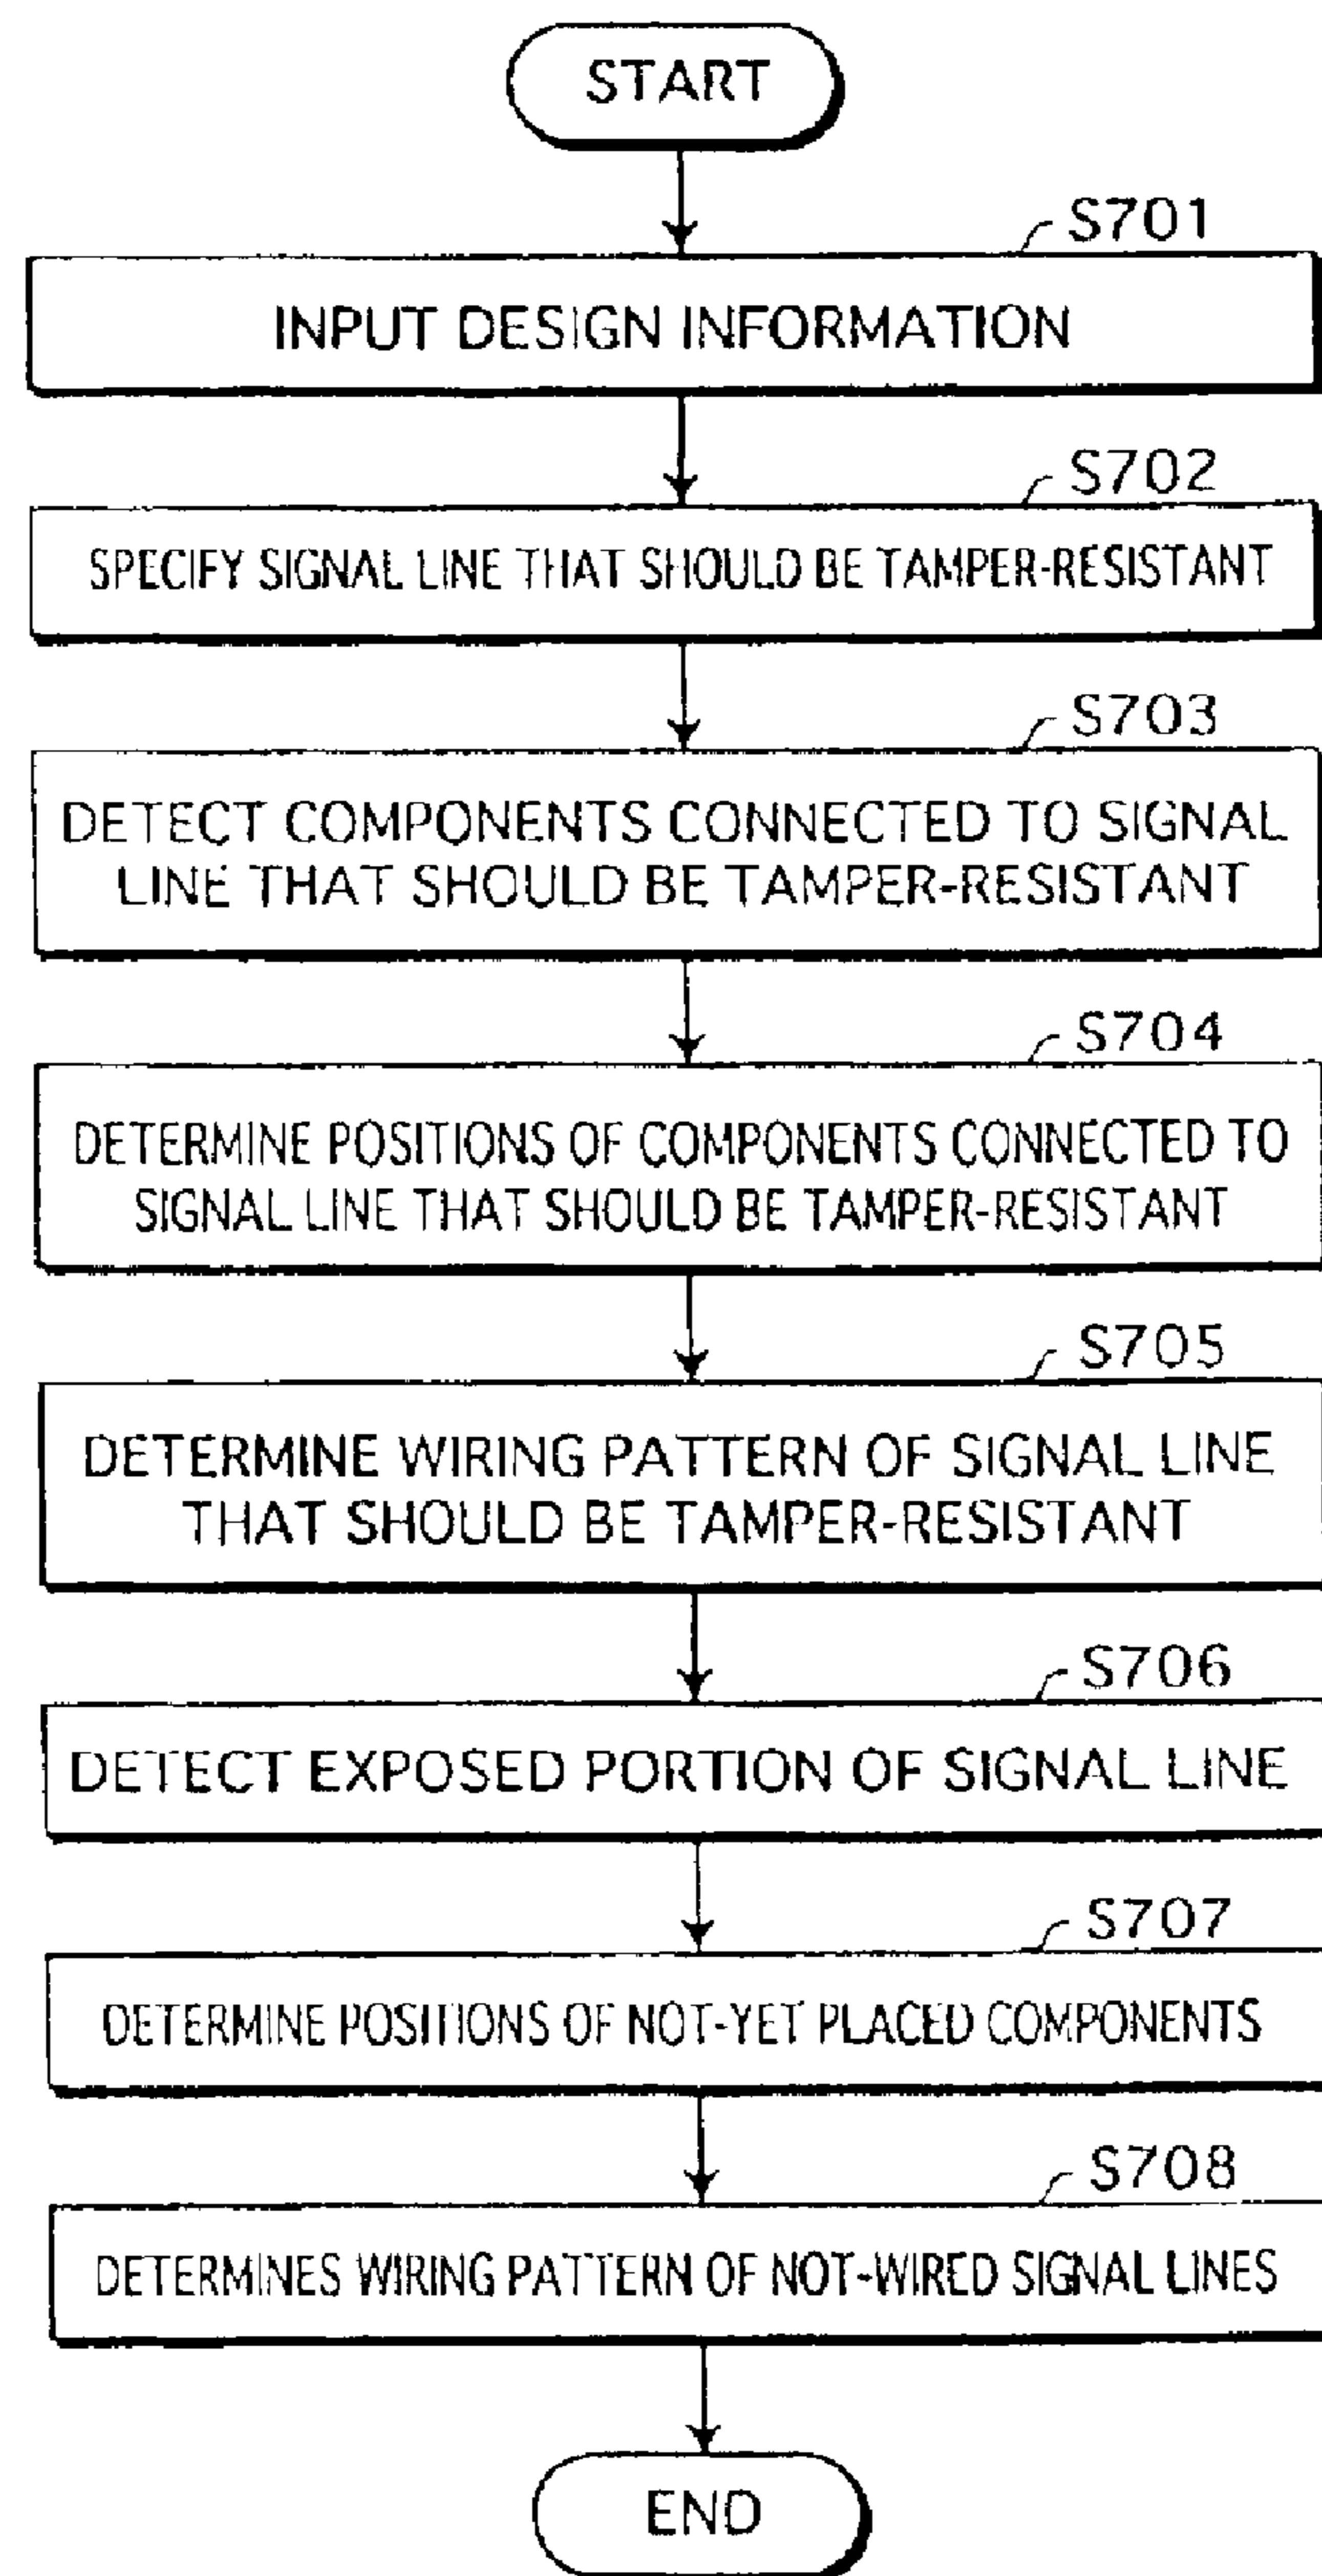 START
S701
INPUT DESIGN INFORMATION
S702
SPECIFY SIGNAL LINE THAT SHOULD BE TAMPER-RESISTANT
S703
DETECT COMPONENTS CONNECTED TO SIGNAL
LINE THAT SHOULD BE TAMPER-RESISTANT
S704
DETERMINE POSITIONS OF COMPONENTS CONNECTED TO
SIGNAL LINE THAT SHOULD BE TAMPER-RESISTANT
S705
DETERMINE WIRING PATTERN OF SIGNAL LINE
THAT SHOULD BE TAMPER-RESISTANT
S706
DETECT EXPOSED PORTION OF SIGNAL LINE
S707
DETERMINE POSITIONS OF NOT-YET PLACED COMPONENTS
S708
DETERMINES WIRING PATTERN OF NOT-WIRED SIGNAL LINES
END